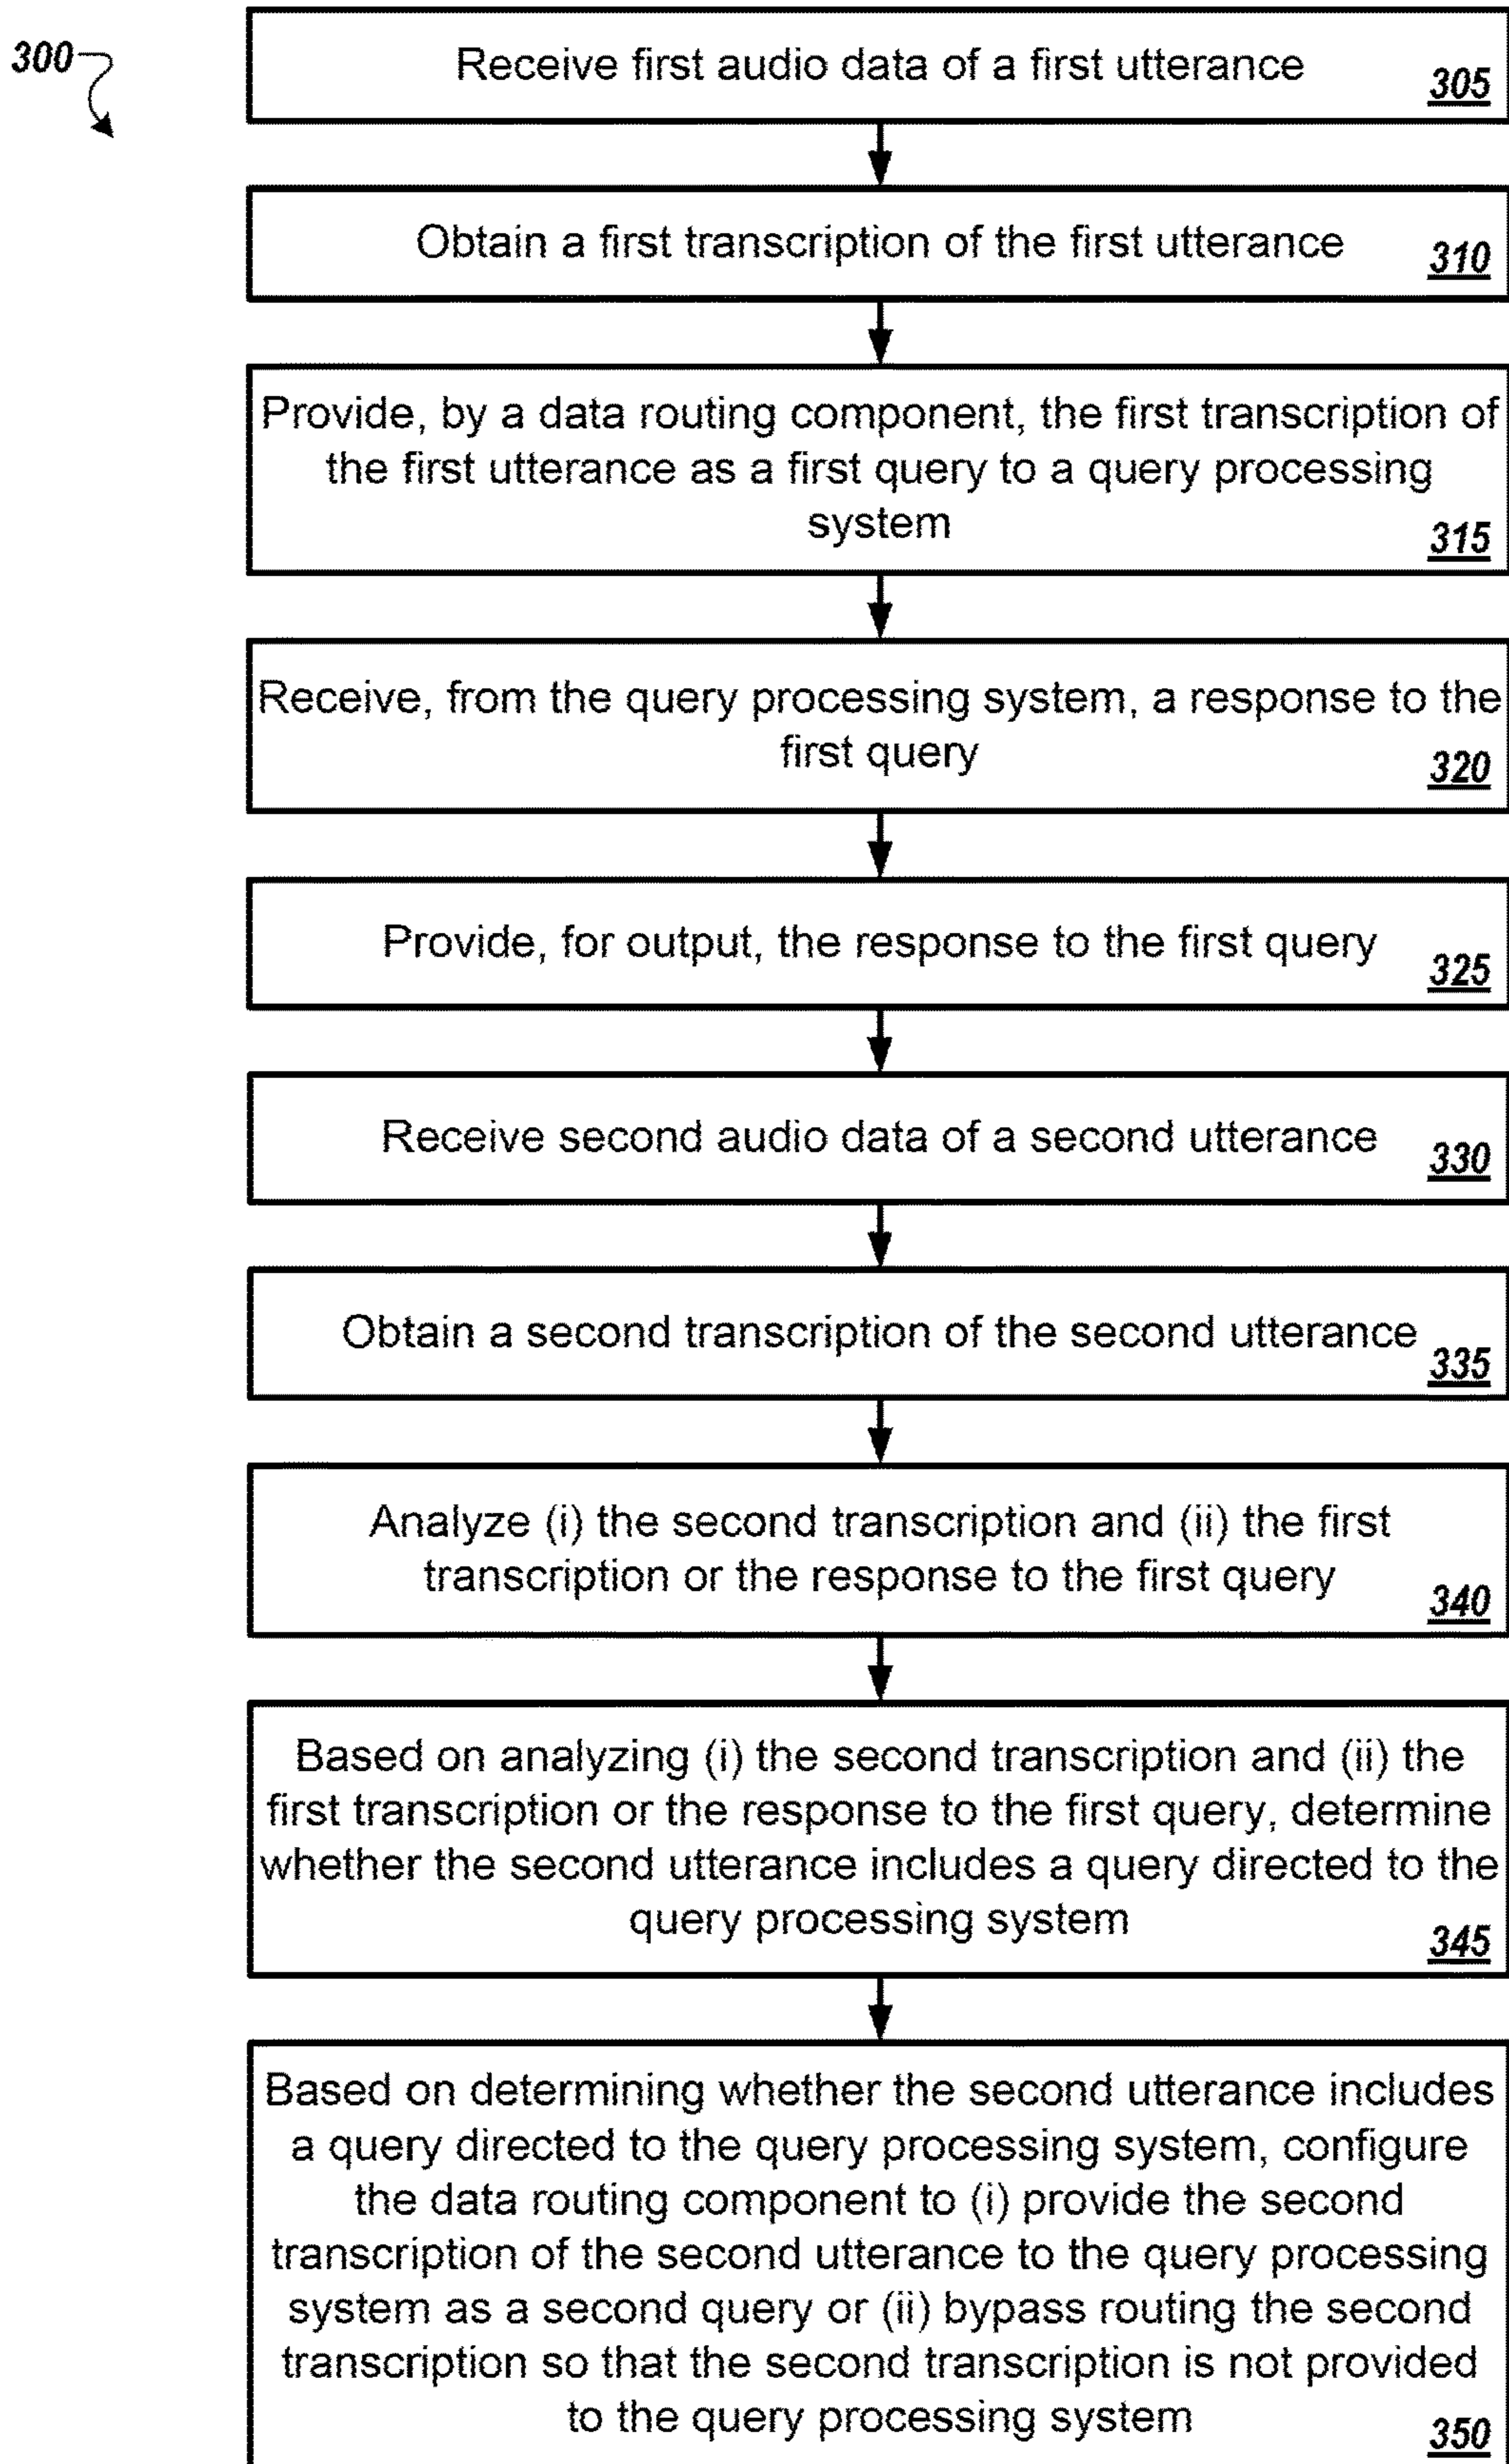 300
Receive first audio data of a first utterance
305
Obtain a first transcription of the first utterance
310
Provide, by a data routing component, the first transcription of
the first utterance as a first query to a query processing
system
315
Receive, from the query processing system, a response to the
first query
320
Provide, for output, the response to the first query
325
Receive second audio data of a second utterance
330
Obtain a second transcription of the second utterance
335
Analyze (i) the second transcription and (ii) the first
transcription or the response to the first query
340
Based on analyzing (i) the second transcription and (ii) the
first transcription or the response to the first query, determine
whether the second utterance includes a query directed to the
query processing system
345
Based on determining whether the second utterance includes
a query directed to the query processing system, configure
the data routing component to (i) provide the second
transcription of the second utterance to the query processing
system as a second query or (ii) bypass routing the second
transcription so that the second transcription is not provided
to the query processing system
350